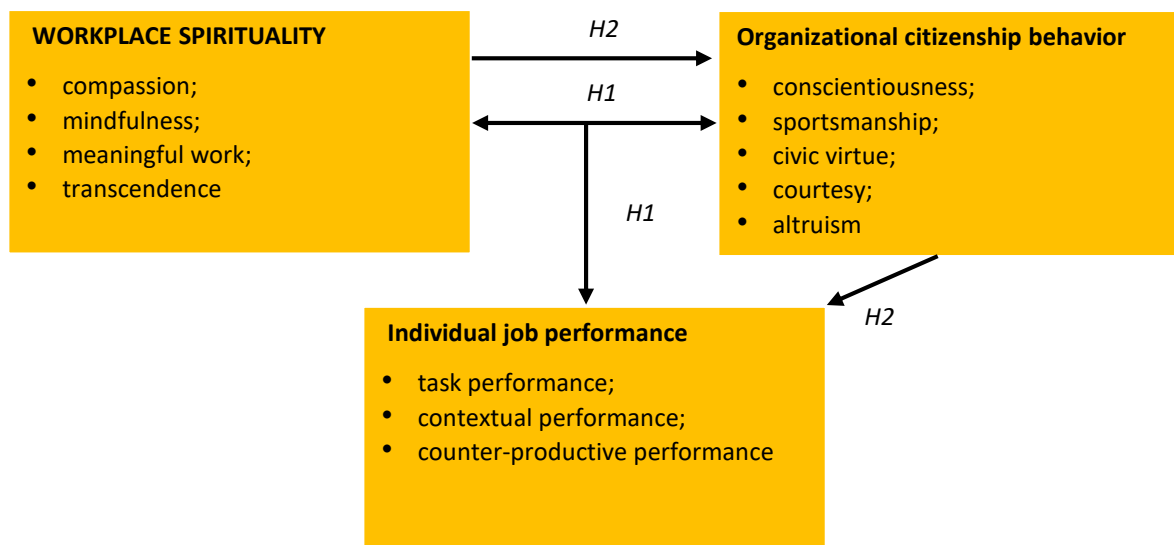 WORKPLACE SPIRITUALITY
• compassion;
• mindfulness;
• meaningful work;
• transcendence
H2
H1
H1
Organizational citizenship behavior
• conscientiousness;
• sportsmanship;
• civic virtue;
• courtesy;
• altruism
H2
Individual job performance
• task performance;
• contextual performance;
• counter-productive performance